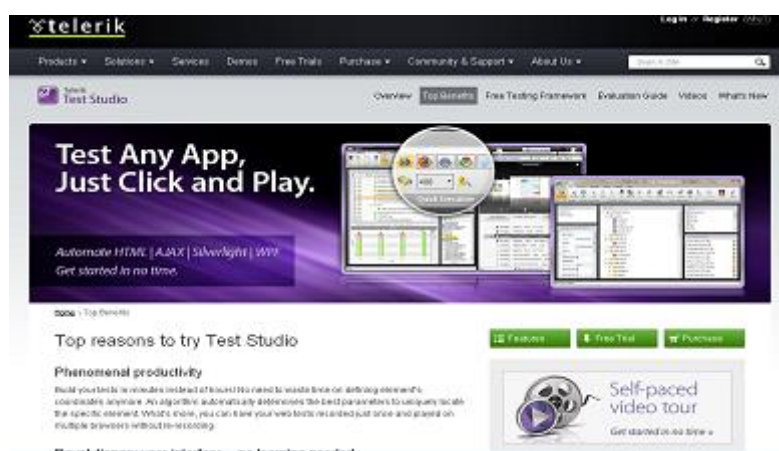 telerik
Login or Register
Products Solutions Services Demos Free Trials Purchase Community & Support About Us
Telerik
Test Studio
Overview Top Benefits Free Testing Framework Evaluation Guide Videos What's New
Test Any App,
Just Click and Play.
Quick Execution
Automate HTML | AJAX | Silverlight | WPF
Get started in no time.
Home › Top Benefits
Top reasons to try Test Studio
Features Free Trial Purchase
Phenomenal productivity
Build your tests in minutes instead of hours! No need to waste time on defining element's
coordinates anymore. An algorithm automatically determines the best parameters to uniquely locate
the specific element. What's more, you can have your web tests recorded just once and played on
multiple browsers without re-recording.
Self-paced
video tour
Get started in no time »